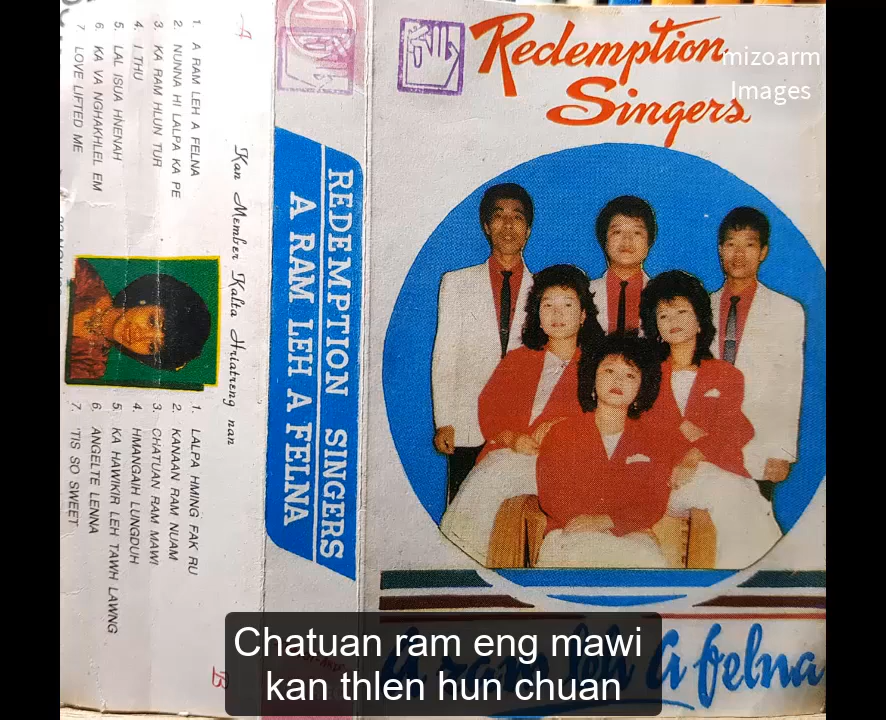 A
1. A RAM LEH A FELNA
2. NUNNA HI LALPA KA PE
3. KA RAM HLUN TUR
4. I THU
5. LAL ISUA HNENAH
6. KA VA NGHAKHLEL EM
7 LOVE LIFTED ME
Kan Member Kalta Hriatreng nan
1. LALPA HMING FAK RU
2. KANAAN RAM NUAM
3. CHATUAN RAM MAWI
4. HMANGAIH LUNGDUH
5. KA HAWIKIR LEH TAWH LAWNG
6. ANGELTE LENNA
7. 'TIS SO SWEET
B
REDEMPTION SINGERS
A RAM LEH A FELNA
Redemption
Singers
mizoarm
Images
A ram leh A felna
Chatuan ram eng mawi
kan thlen hun chuan